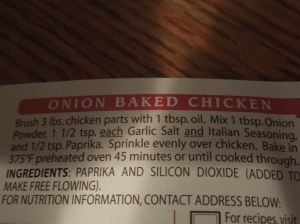 ONION BAKED CHICKEN
Brush 3 lbs. chicken parts with 1 tbsp. oil. Mix 1 tbsp. Onion
Powder, 1 1/2 tsp. each Garlic Salt and Italian Seasoning,
and 1/2 tsp. Paprika. Sprinkle evenly over chicken. Bake in
375°F preheated oven 45 minutes or until cooked through.
INGREDIENTS: PAPRIKA AND SILICON DIOXIDE (ADDED TO
MAKE FREE FLOWING).
FOR NUTRITION INFORMATION, CONTACT ADDRESS BELOW:
For recipes, visit